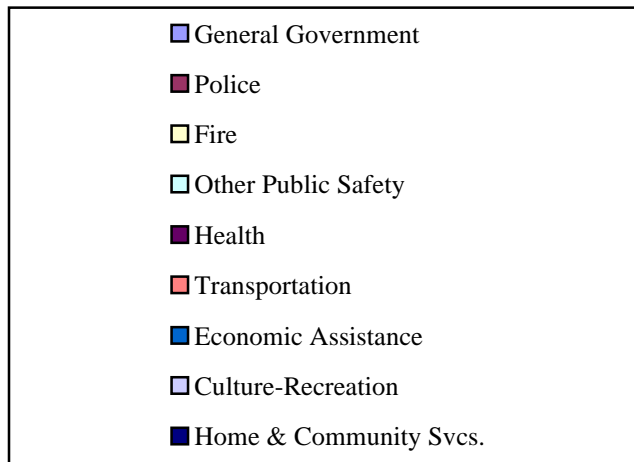 General Government
Police
Fire
Other Public Safety
Health
Transportation
Economic Assistance
Culture-Recreation
Home & Community Svcs.